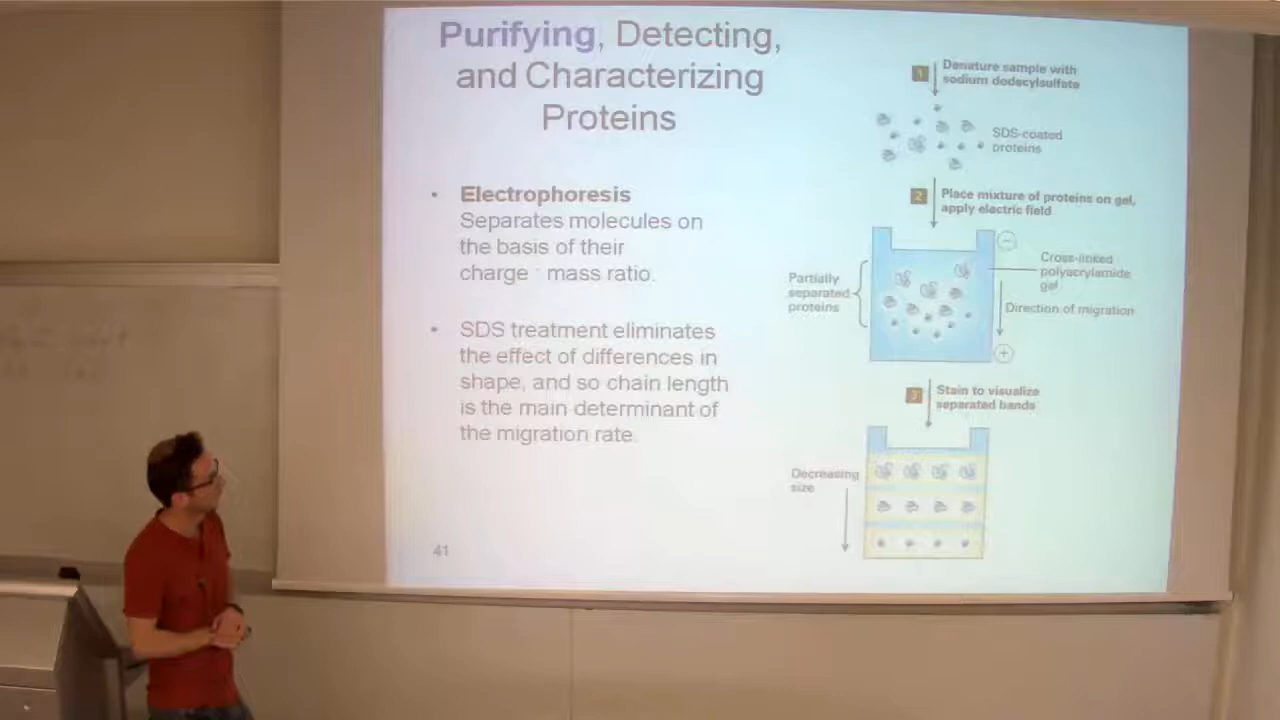 Purifying, Detecting,
and Characterizing
Proteins
• Electrophoresis
Separates molecules on
the basis of their
charge : mass ratio.
• SDS treatment eliminates
the effect of differences in
shape, and so chain length
is the main determinant of
the migration rate.
41
1 Denature sample with
sodium dodecylsulfate
SDS-coated
proteins
2 Place mixture of proteins on gel,
apply electric field
−
Cross-linked
polyacrylamide
gel
Partially
separated
proteins
Direction of migration
+
3 Stain to visualize
separated bands
Decreasing
size